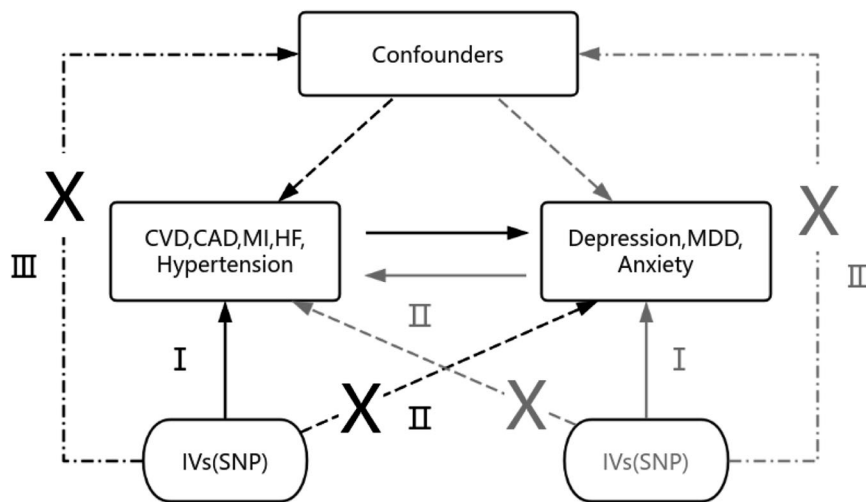 Confounders
X
X
CVD,CAD,MI,HF,
Hypertension
Depression,MDD,
Anxiety
III
II
II
I
I
X
II
X
IVs(SNP)
IVs(SNP)